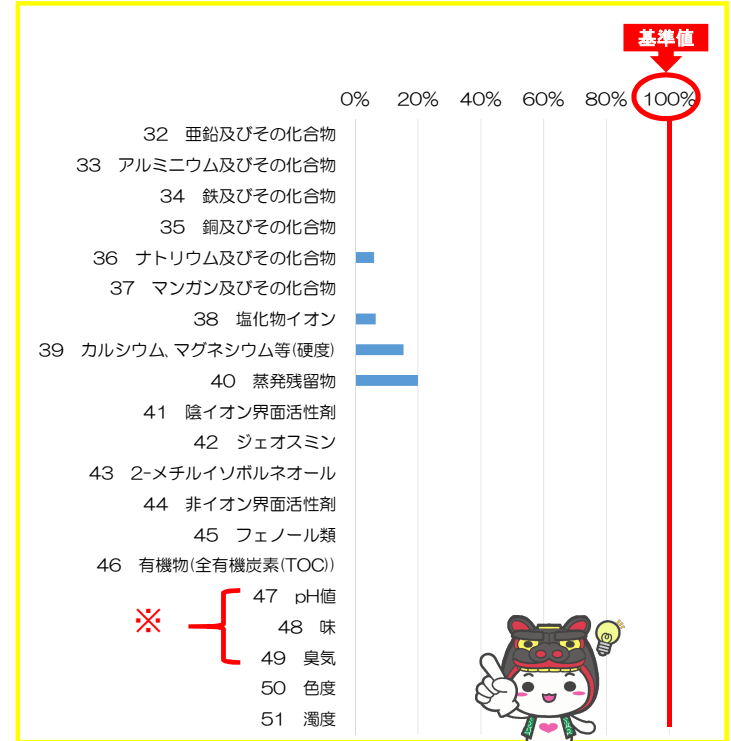 基準値
0% 20% 40% 60% 80% 100%
32 亜鉛及びその化合物
33 アルミニウム及びその化合物
34 鉄及びその化合物
35 銅及びその化合物
36 ナトリウム及びその化合物
37 マンガン及びその化合物
38 塩化物イオン
39 カルシウム、マグネシウム等(硬度)
40 蒸発残留物
41 陰イオン界面活性剤
42 ジェオスミン
43 2-メチルイソボルネオール
44 非イオン界面活性剤
45 フェノール類
46 有機物(全有機炭素(TOC))
47 pH値
※ 48 味
49 臭気
50 色度
51 濁度